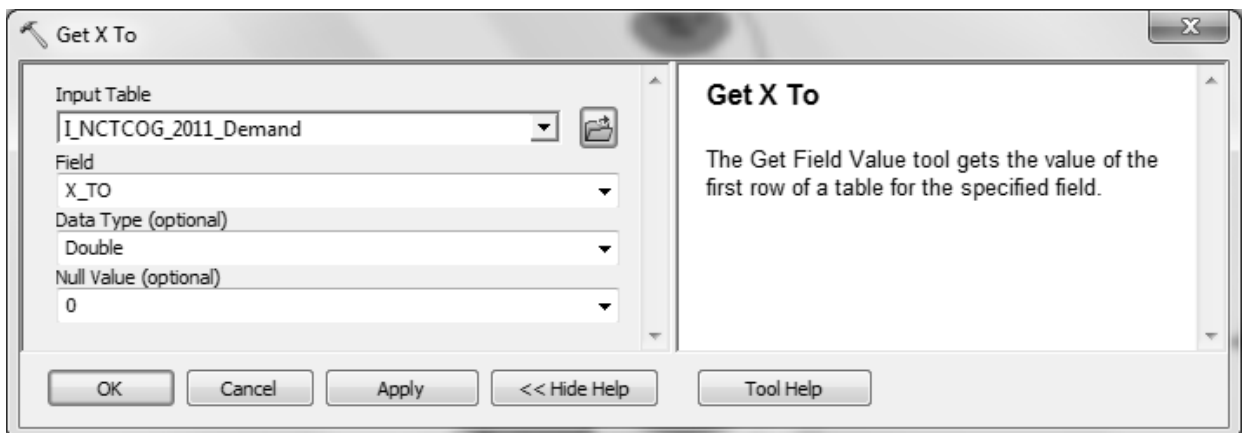 Get X To
Input Table
I_NCTCOG_2011_Demand
Field
X_TO
Data Type (optional)
Double
Null Value (optional)
0
Get X To
The Get Field Value tool gets the value of the
first row of a table for the specified field.
OK Cancel Apply << Hide Help Tool Help